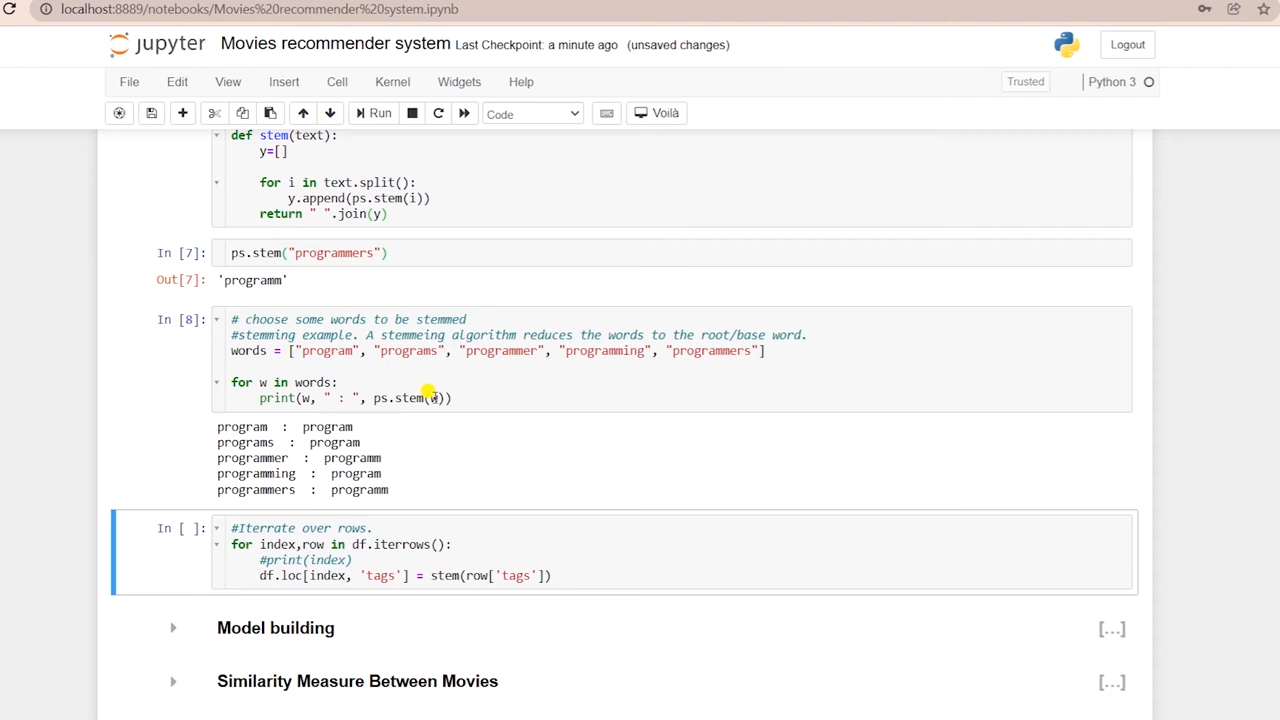 localhost:8889/notebooks/Movies%20recommender%20system.ipynb
jupyter Movies recommender system Last Checkpoint: a minute ago (unsaved changes) Logout
File Edit View Insert Cell Kernel Widgets Help Trusted Python 3
Run Code Voilà
def stem(text):
y=[]
for i in text.split():
y.append(ps.stem(i))
return " ".join(y)
In [7]: ps.stem("programmers")
Out[7]: 'programm'
In [8]: # choose some words to be stemmed
#stemming example. A stemmeing algorithm reduces the words to the root/base word.
words = ["program", "programs", "programmer", "programming", "programmers"]
for w in words:
print(w, " : ", ps.stem(w))
program : program
programs : program
programmer : programm
programming : program
programmers : programm
In [ ]: #Iterrate over rows.
for index,row in df.iterrows():
#print(index)
df.loc[index, 'tags'] = stem(row['tags'])
Model building [...]
Similarity Measure Between Movies [...]